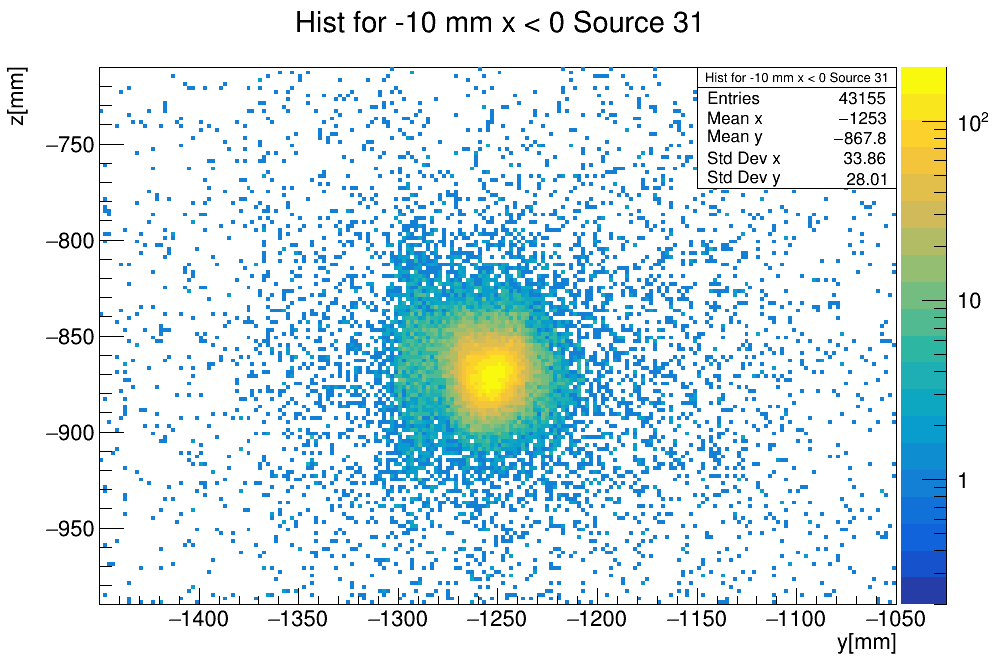 Hist for -10 mm x < 0 Source 31
z[mm]
Hist for -10 mm x < 0 Source 31
Entries 43155
Mean x −1253
Mean y −867.8
Std Dev x 33.86
Std Dev y 28.01
−750
−800
−850
−900
−950
10²
10
1
−1400 −1350 −1300 −1250 −1200 −1150 −1100 −1050
y[mm]